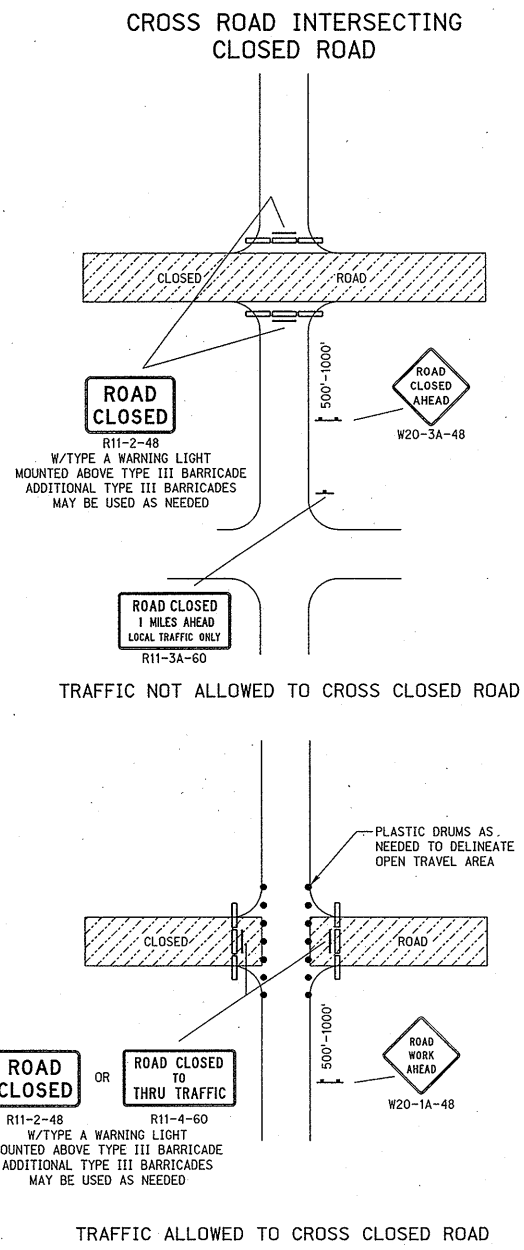 CROSS ROAD INTERSECTING
CLOSED ROAD
CLOSED
ROAD
500'-1000'
ROAD
CLOSED
AHEAD
W20-3A-48
ROAD
CLOSED
R11-2-48
W/TYPE A WARNING LIGHT
MOUNTED ABOVE TYPE III BARRICADE
ADDITIONAL TYPE III BARRICADES
MAY BE USED AS NEEDED
ROAD CLOSED
1 MILES AHEAD
LOCAL TRAFFIC ONLY
R11-3A-60
TRAFFIC NOT ALLOWED TO CROSS CLOSED ROAD
PLASTIC DRUMS AS
NEEDED TO DELINEATE
OPEN TRAVEL AREA
CLOSED
ROAD
500'-1000'
ROAD
WORK
AHEAD
W20-1A-48
ROAD
CLOSED
R11-2-48
OR
ROAD CLOSED
TO
THRU TRAFFIC
R11-4-60
W/TYPE A WARNING LIGHT
OUNTED ABOVE TYPE III BARRICADE
ADDITIONAL TYPE III BARRICADES
MAY BE USED AS NEEDED
TRAFFIC ALLOWED TO CROSS CLOSED ROAD